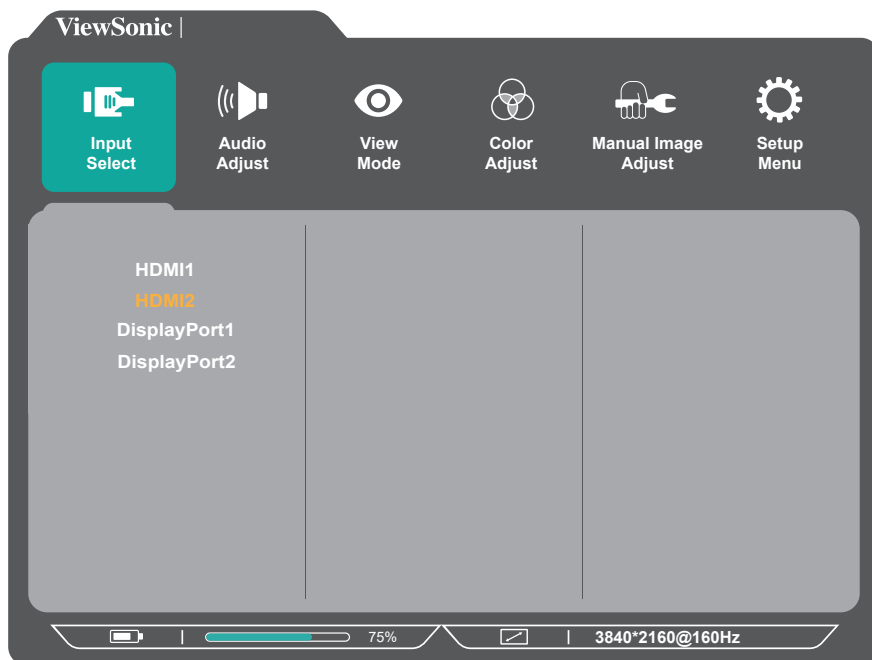 ViewSonic |
Input
Select
Audio
Adjust
View
Mode
Color
Adjust
Manual Image
Adjust
Setup
Menu
HDMI1
HDMI2
DisplayPort1
DisplayPort2
75%
3840*2160@160Hz